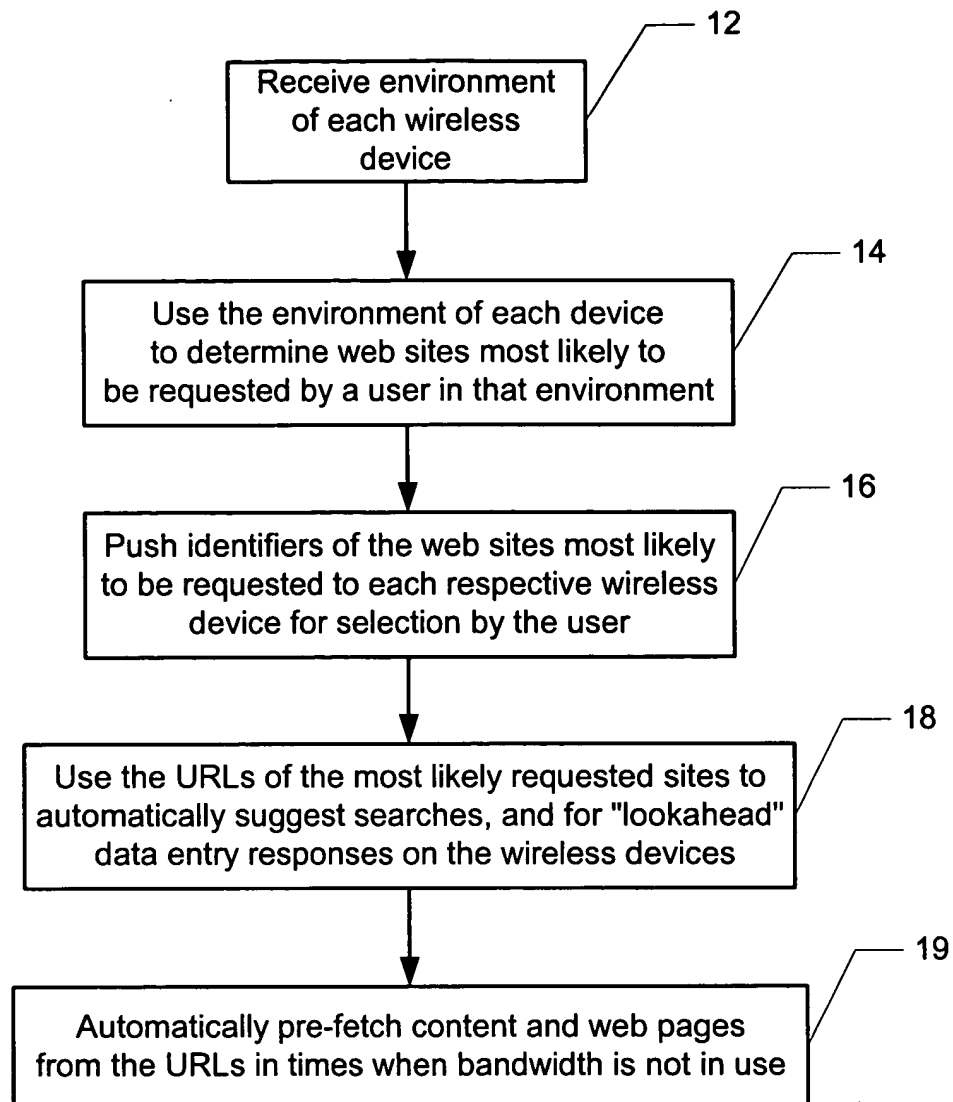 12
Receive environment
of each wireless
device
14
Use the environment of each device
to determine web sites most likely to
be requested by a user in that environment
16
Push identifiers of the web sites most likely
to be requested to each respective wireless
device for selection by the user
18
Use the URLs of the most likely requested sites to
automatically suggest searches, and for "lookahead"
data entry responses on the wireless devices
19
Automatically pre-fetch content and web pages
from the URLs in times when bandwidth is not in use